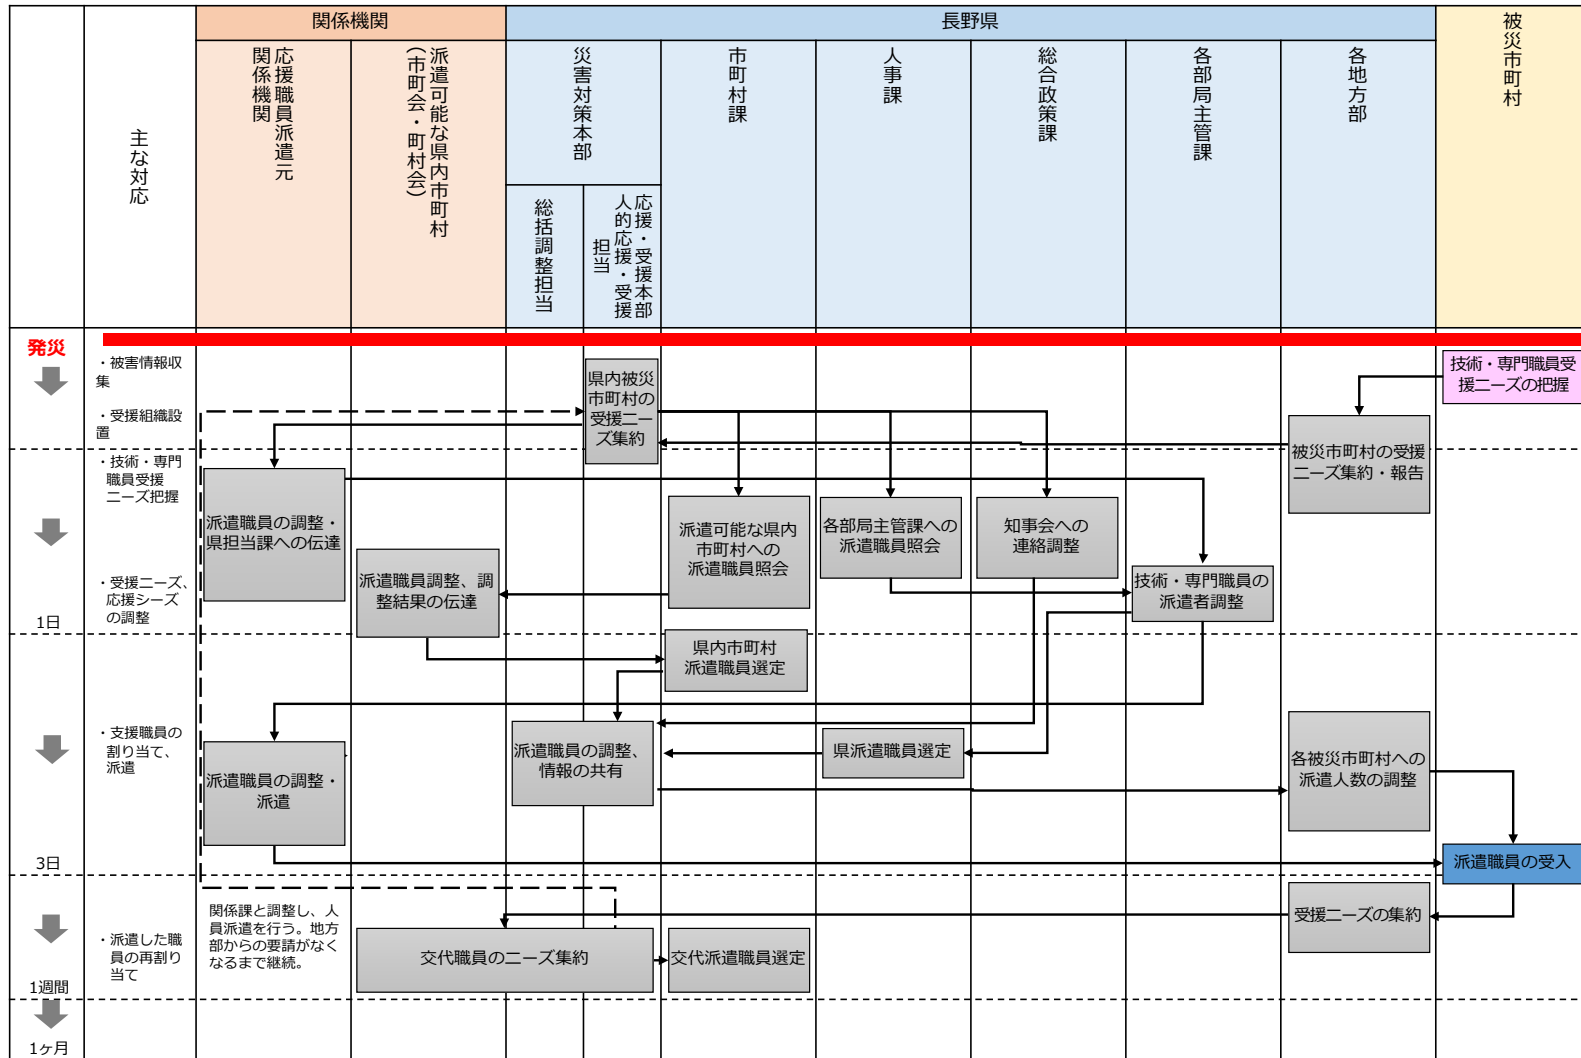 関係機関
長野県
被災市町村
主な対応
応援職員派遣元
関係機関
派遣可能な県内市町村
(市町会・町村会)
災害対策本部
市町村課
人事課
総合政策課
各部局主管課
各地方部
総括調整担当
応援・受援本部
人的応援・受援
担当
発災
・被害情報収
集
・受援組織設
置
県内被災
市町村の
受援ニー
ズ集約
技術・専門職員受
援ニーズの把握
被災市町村の受援
ニーズ集約・報告
・技術・専門
職員受援
ニーズ把握
派遣職員の調整・
県担当課への伝達
派遣可能な県内
市町村への
派遣職員照会
各部局主管課への
派遣職員照会
知事会への
連絡調整
・受援ニーズ、
応援シーズ
の調整
派遣職員調整、調
整結果の伝達
技術・専門職員の
派遣者調整
1日
県内市町村
派遣職員選定
・支援職員の
割り当て、
派遣
派遣職員の調整・
派遣
派遣職員の調整、
情報の共有
県派遣職員選定
各被災市町村への
派遣人数の調整
3日
派遣職員の受入
関係課と調整し、人
員派遣を行う。地方
部からの要請がなく
なるまで継続。
受援ニーズの集約
・派遣した職
員の再割り
当て
交代職員のニーズ集約
交代派遣職員選定
1週間
1ヶ月